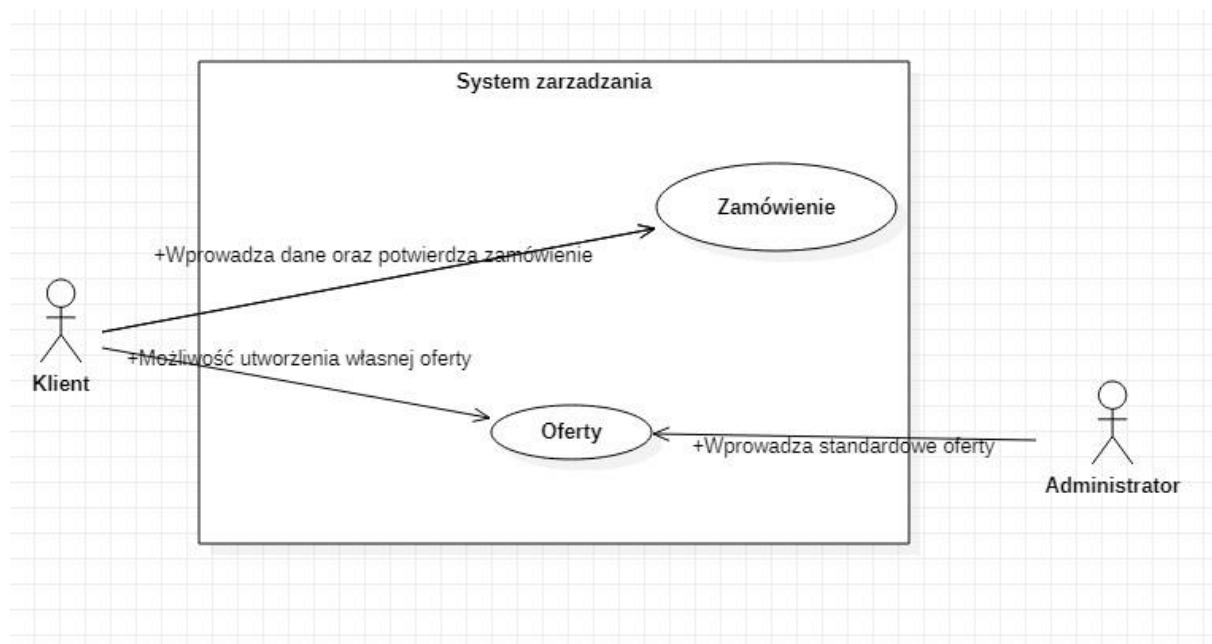 System zarzadzania
Zamówienie
+Wprowadza dane oraz potwierdza zamówienie
+Możliwość utworzenia własnej oferty
Klient
Oferty
+Wprowadza standardowe oferty
Administrator